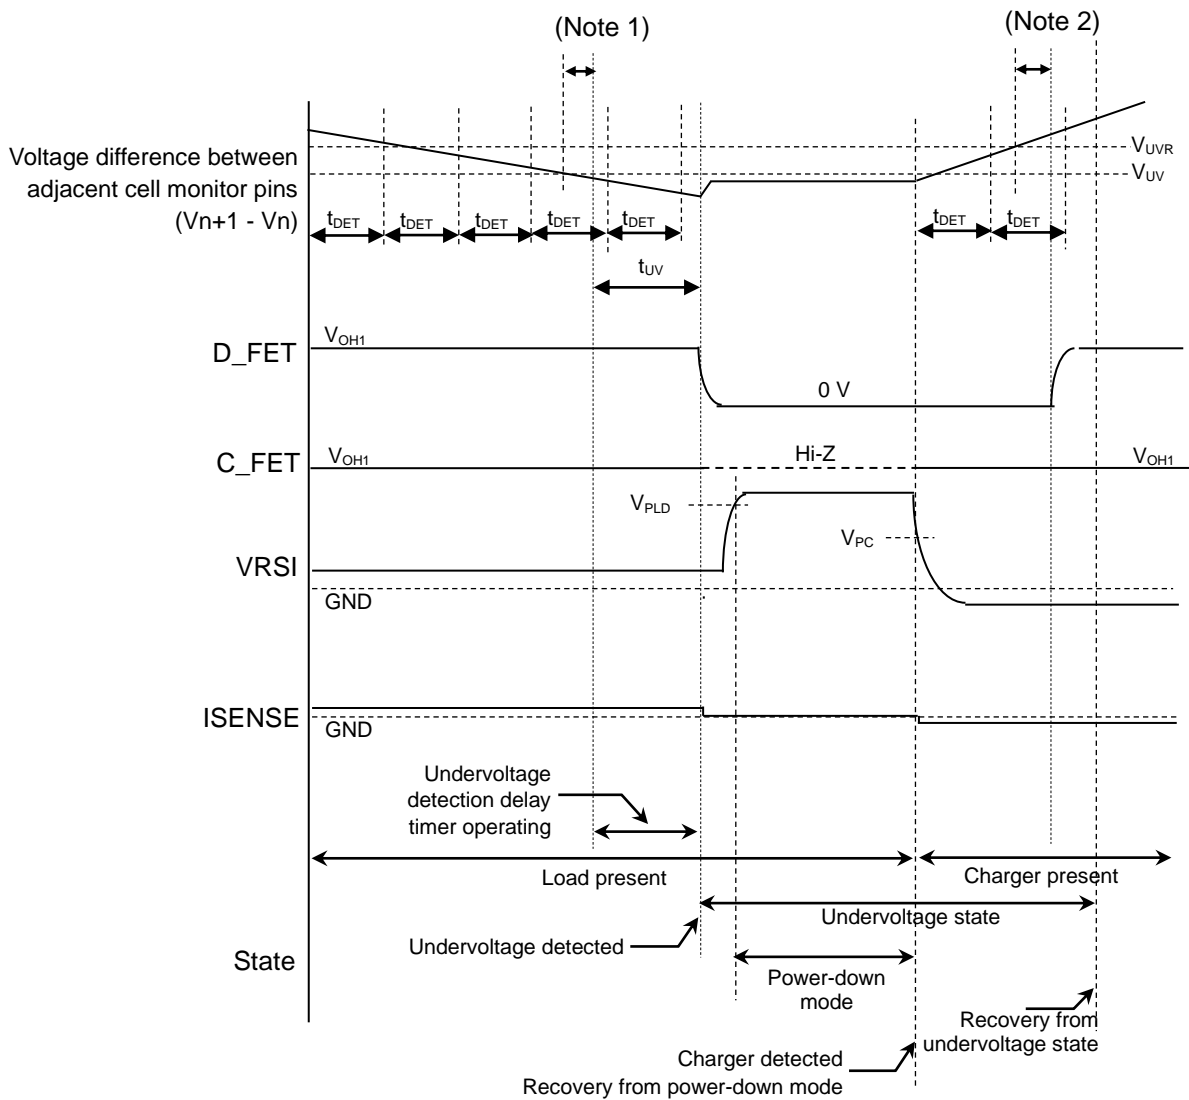 (Note 1)
(Note 2)
Voltage difference between
adjacent cell monitor pins
(Vn+1 - Vn)
VUVR
VUV
tDET
tDET
tDET
tDET
tDET
tDET
tDET
tUV
D_FET
VOH1
0 V
C_FET
VOH1
Hi-Z
VOH1
VPLD
VPC
VRSI
GND
ISENSE
GND
Undervoltage
detection delay
timer operating
Load present
Charger present
Undervoltage state
Undervoltage detected
State
Power-down
mode
Recovery from
undervoltage state
Charger detected
Recovery from power-down mode